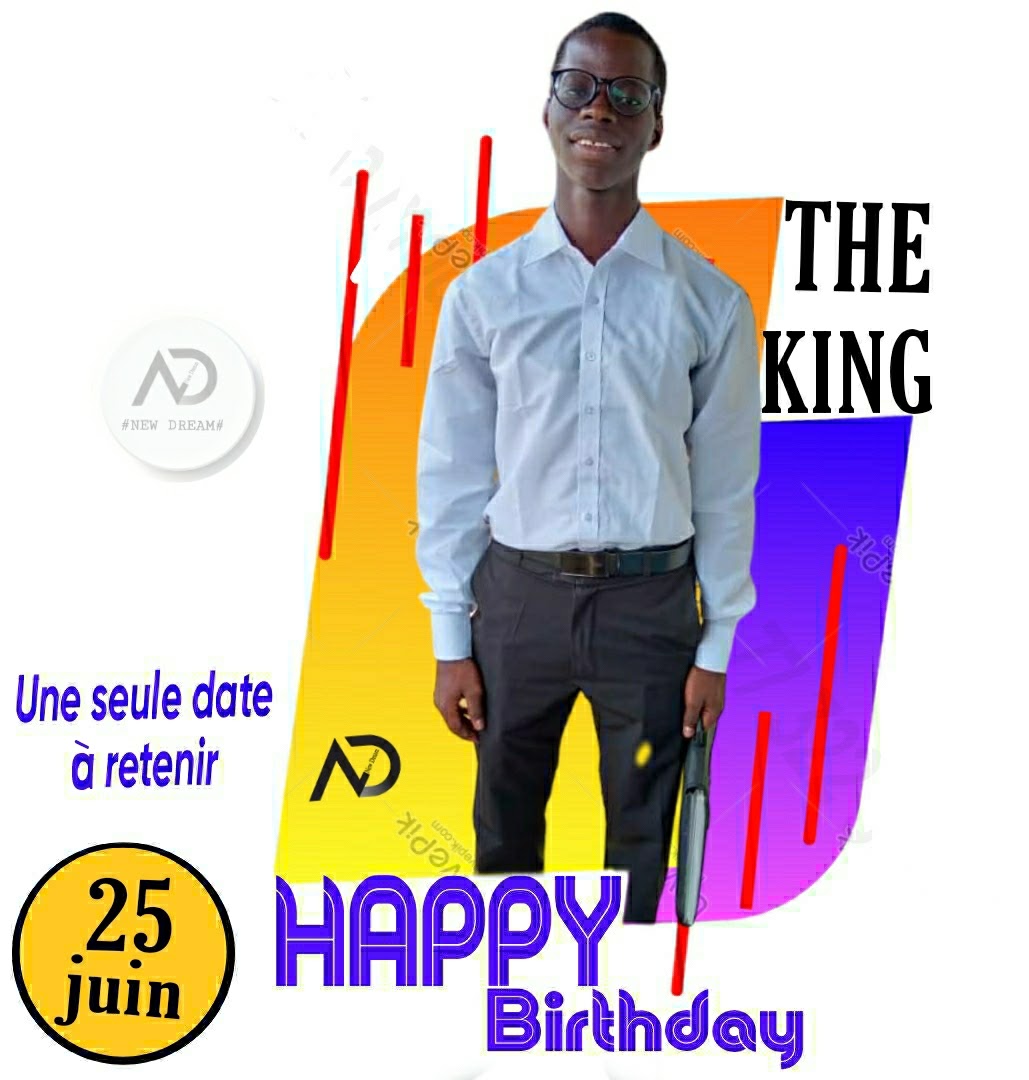 THE
KING
#NEW DREAM#
Une seule date
à retenir
25
juin
HAPPY
Birthday